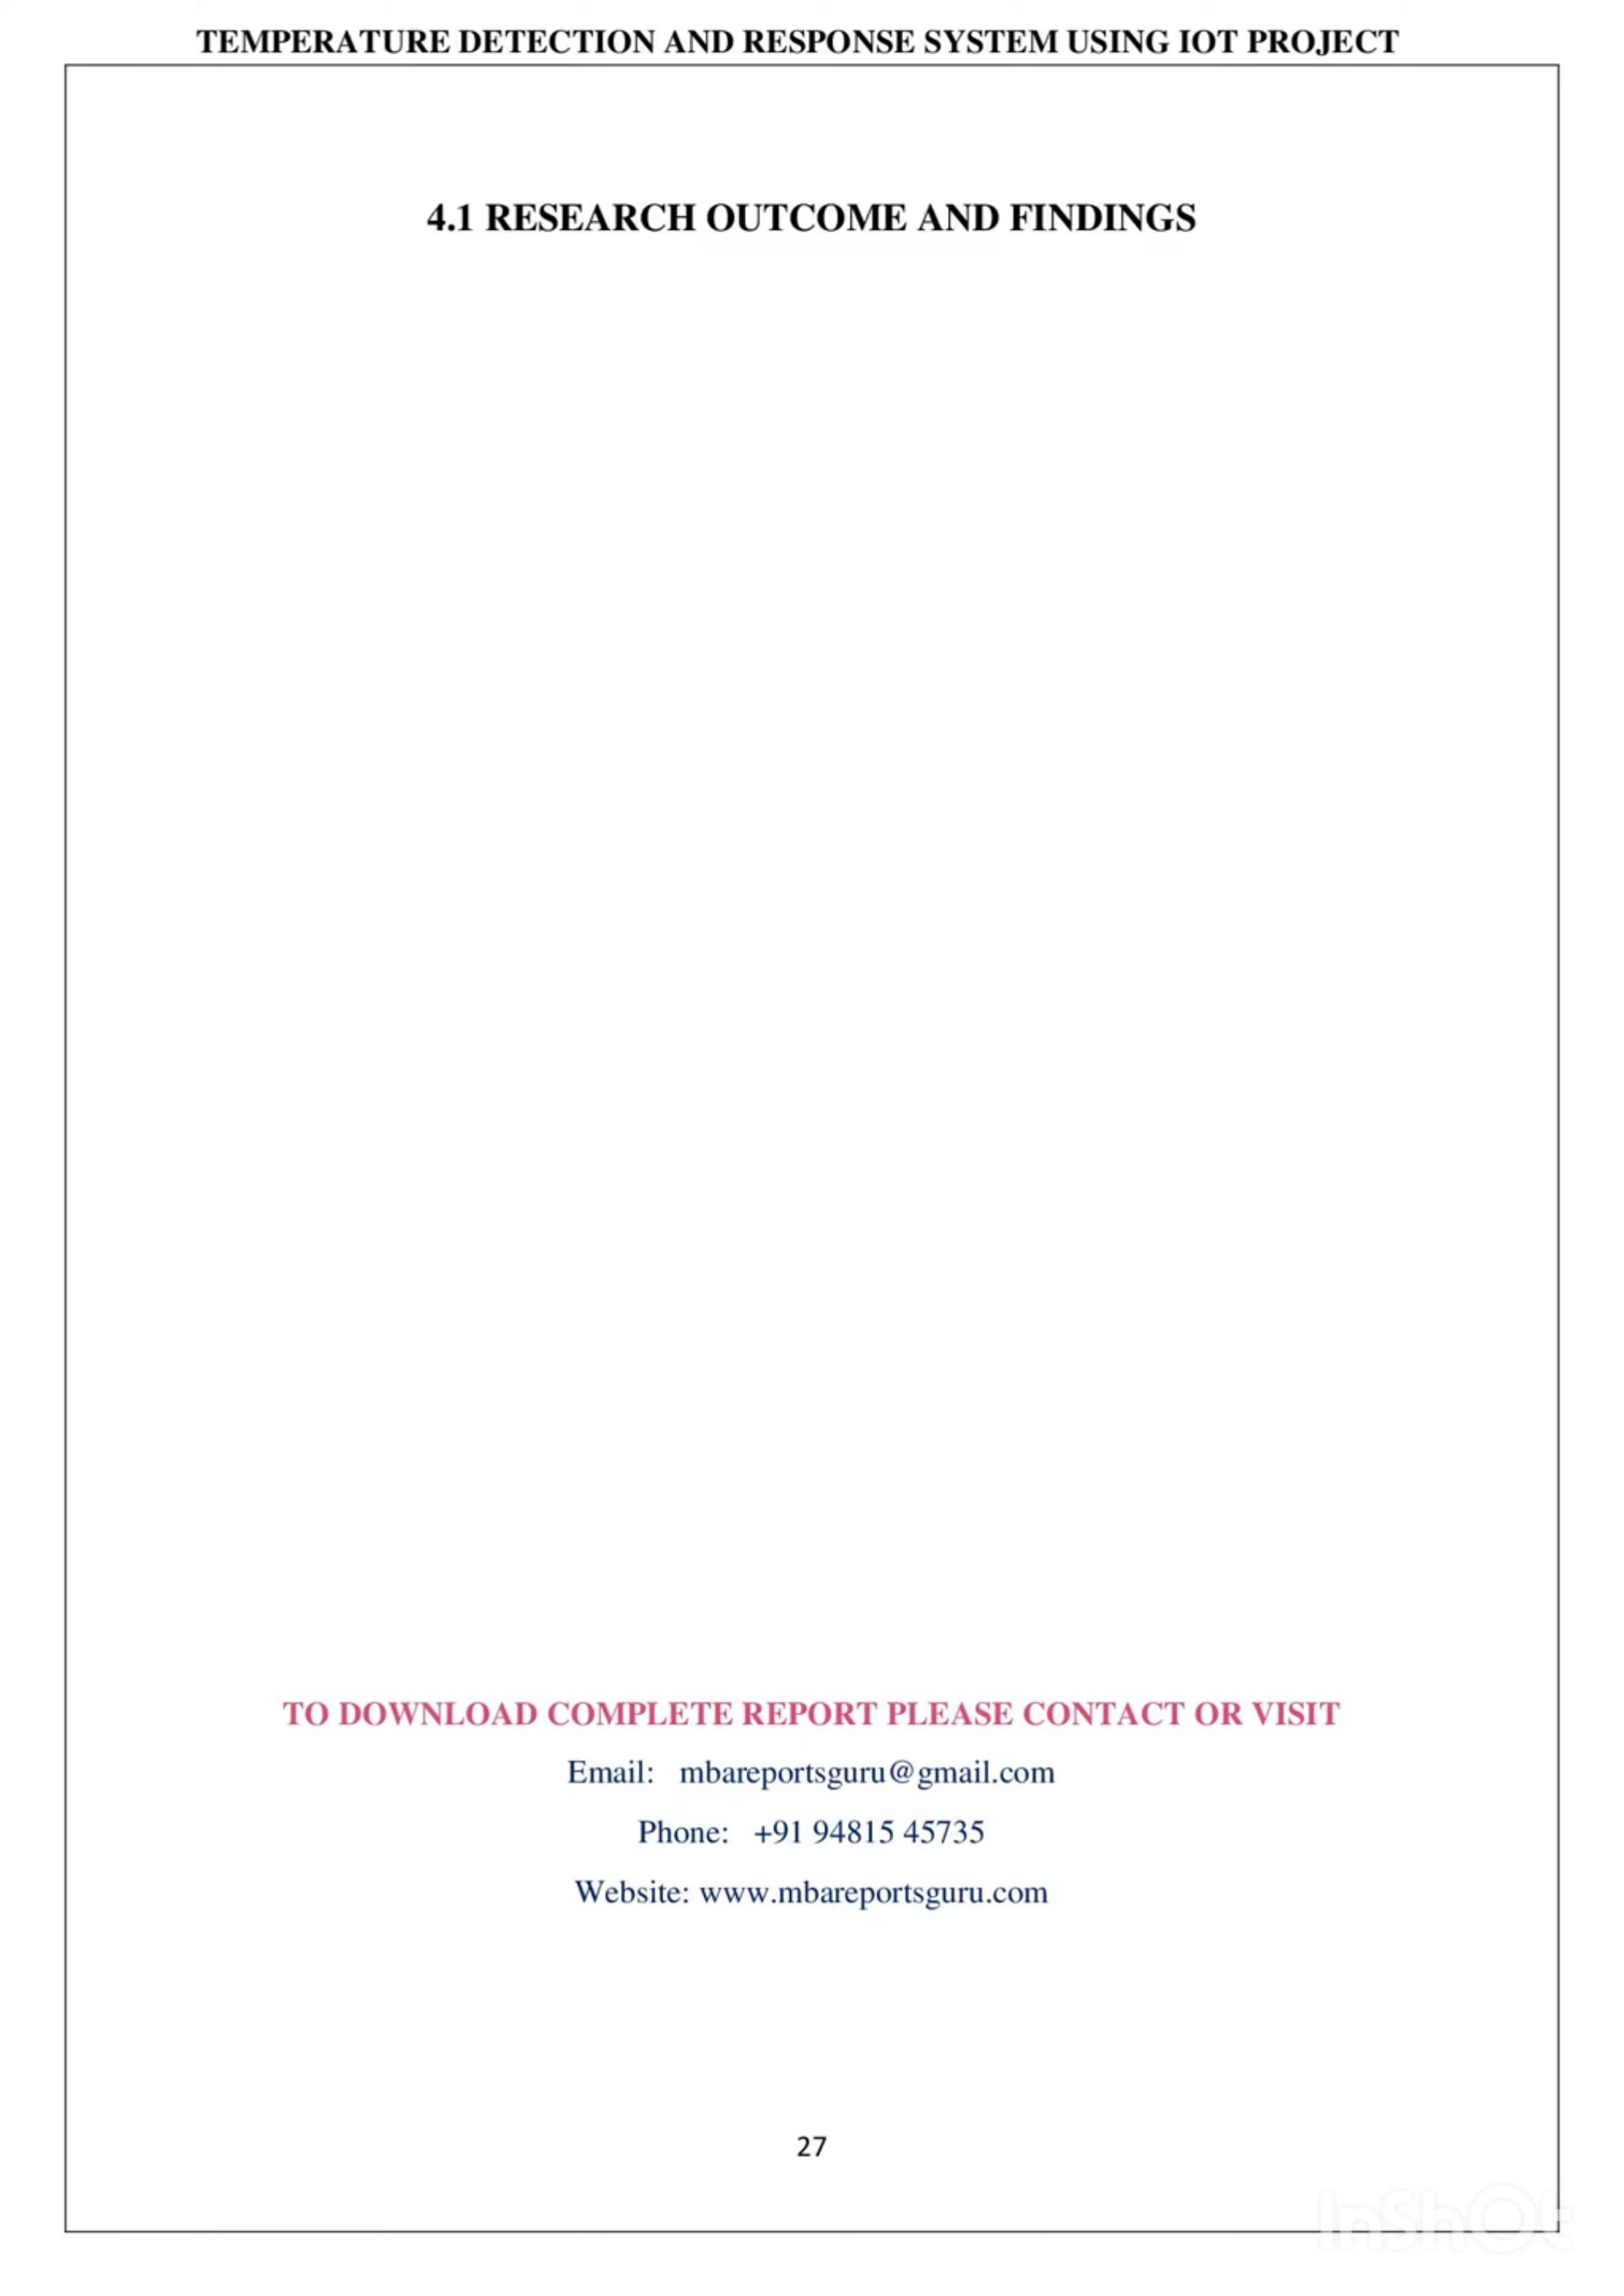 TEMPERATURE DETECTION AND RESPONSE SYSTEM USING IOT PROJECT
4.1 RESEARCH OUTCOME AND FINDINGS
TO DOWNLOAD COMPLETE REPORT PLEASE CONTACT OR VISIT
Email: mbareportsguru@gmail.com
Phone: +91 94815 45735
Website: www.mbareportsguru.com
27
InShOt